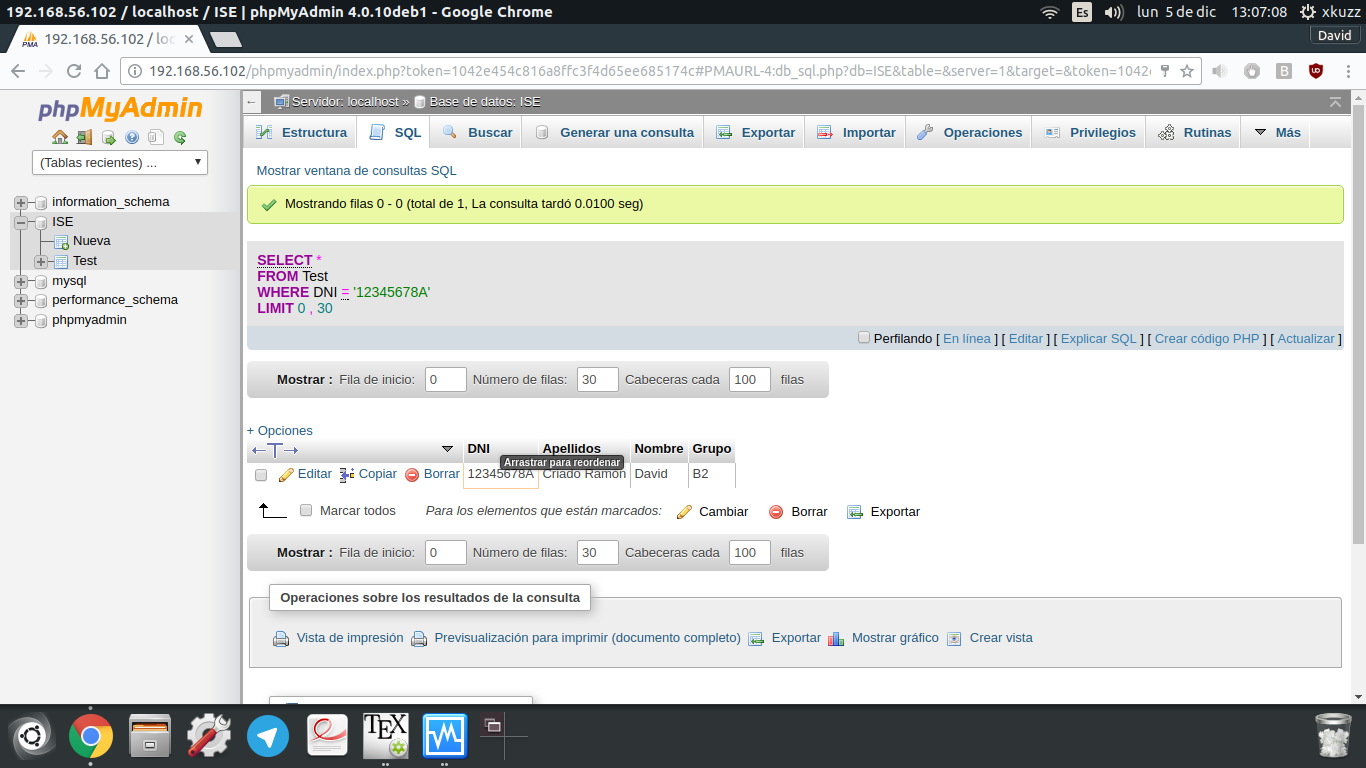 192.168.56.102 / localhost / ISE | phpMyAdmin 4.0.10deb1 - Google Chrome
Es
lun 5 de dic
13:07:08
xkuzz
PMA
192.168.56.102 / loc
David
192.168.56.102/phpmyadmin/index.php?token=1042e454c816a8ffc3f4d65ee685174c#PMAURL-4:db_sql.php?db=ISE&table=&server=1&target=&token=1042
phpMyAdmin
(Tablas recientes) ...
information_schema
ISE
Nueva
Test
mysql
performance_schema
phpmyadmin
Servidor: localhost » Base de datos: ISE
Estructura SQL Buscar Generar una consulta Exportar Importar Operaciones Privilegios Rutinas Más
Mostrar ventana de consultas SQL
Mostrando filas 0 - 0 (total de 1, La consulta tardó 0.0100 seg)
SELECT *
FROM Test
WHERE DNI = '12345678A'
LIMIT 0 , 30
Perfilando [ En línea ] [ Editar ] [ Explicar SQL ] [ Crear código PHP ] [ Actualizar ]
Mostrar : Fila de inicio: 0 Número de filas: 30 Cabeceras cada 100 filas
+ Opciones
DNI Apellidos Nombre Grupo
Arrastrar para reordenar
Editar Copiar Borrar 12345678A Criado Ramón David B2
Marcar todos Para los elementos que están marcados: Cambiar Borrar Exportar
Mostrar : Fila de inicio: 0 Número de filas: 30 Cabeceras cada 100 filas
Operaciones sobre los resultados de la consulta
Vista de impresión Previsualización para imprimir (documento completo) Exportar Mostrar gráfico Crear vista
TEX